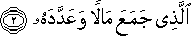 ٱلَّذِى جَمَعَ مَالًا وَعَدَّدَهُۥ ٢